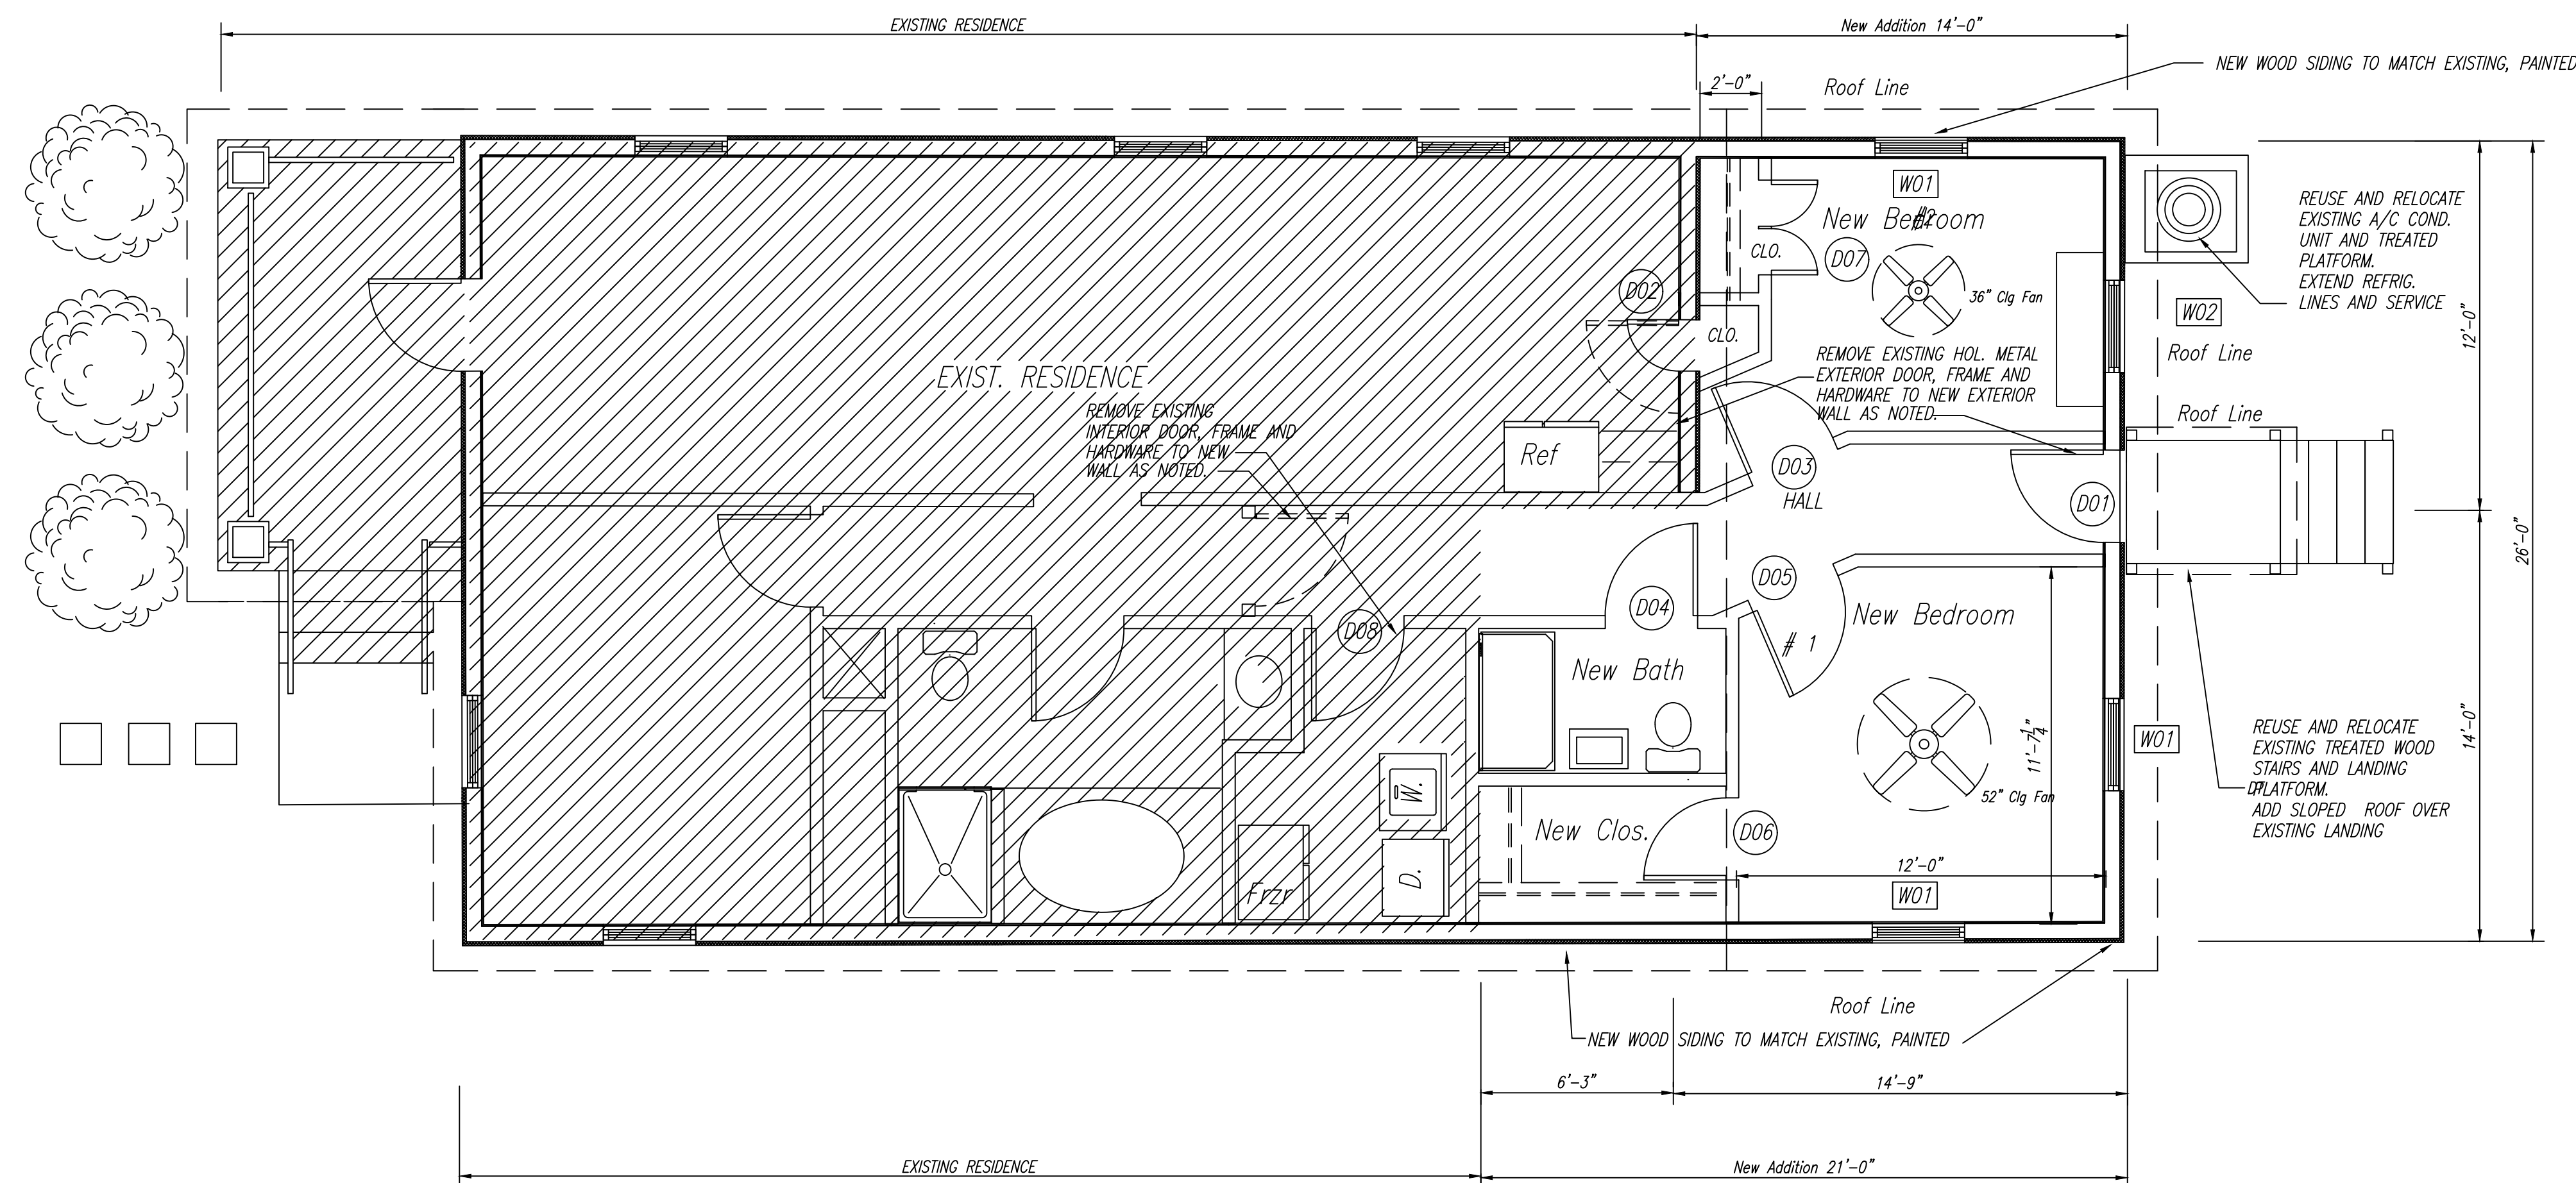 EXISTING RESIDENCE
New Addition 14'-0"
NEW WOOD SIDING TO MATCH EXISTING, PAINTED
2'-0"
Roof Line
W01
New Bedroom
#2
CLO.
D07
36" Clg Fan
REUSE AND RELOCATE
EXISTING A/C COND.
UNIT AND TREATED
PLATFORM.
EXTEND REFRIG.
LINES AND SERVICE
W02
Roof Line
12'-0"
26'-0"
D02
CLO.
REMOVE EXISTING HOL. METAL
EXTERIOR DOOR, FRAME AND
HARDWARE TO NEW EXTERIOR
WALL AS NOTED.
EXIST. RESIDENCE
REMOVE EXISTING
INTERIOR DOOR, FRAME AND
HARDWARE TO NEW
WALL AS NOTED.
Roof Line
Ref
D03
HALL
D01
D05
D04
D08
New Bedroom
# 1
New Bath
11'-7 1/4"
14'-0"
W01
REUSE AND RELOCATE
EXISTING TREATED WOOD
STAIRS AND LANDING
PLATFORM.
ADD SLOPED ROOF OVER
EXISTING LANDING
W.
52" Clg Fan
New Clos.
D06
D.
Frzr
12'-0"
W01
Roof Line
NEW WOOD SIDING TO MATCH EXISTING, PAINTED
6'-3"
14'-9"
EXISTING RESIDENCE
New Addition 21'-0"